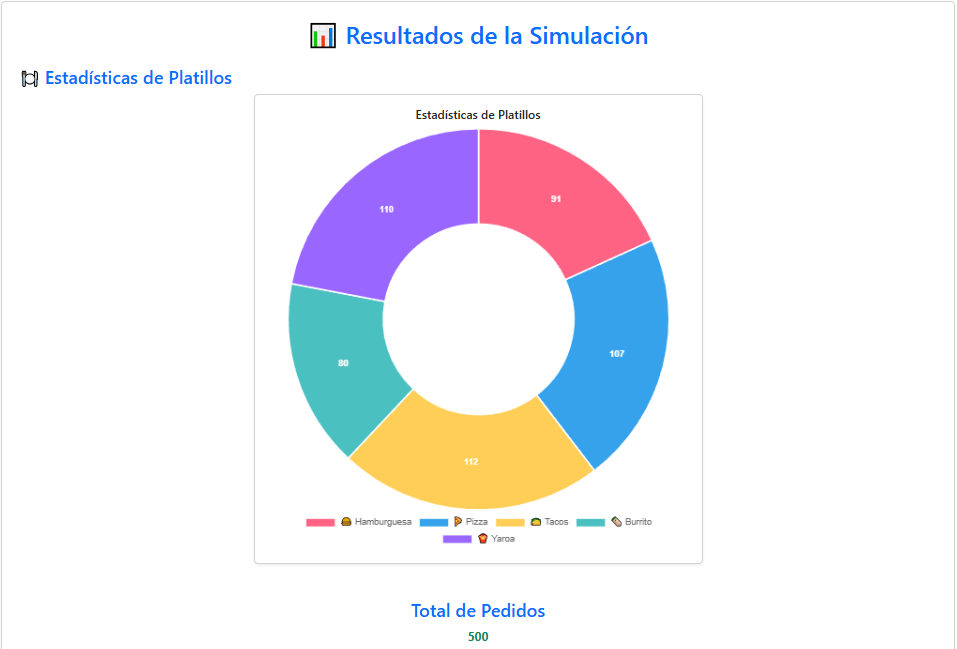 Resultados de la Simulación
Estadísticas de Platillos
Estadísticas de Platillos
110
91
107
80
112
Hamburguesa Pizza Tacos Burrito
Yaroa
Total de Pedidos
500